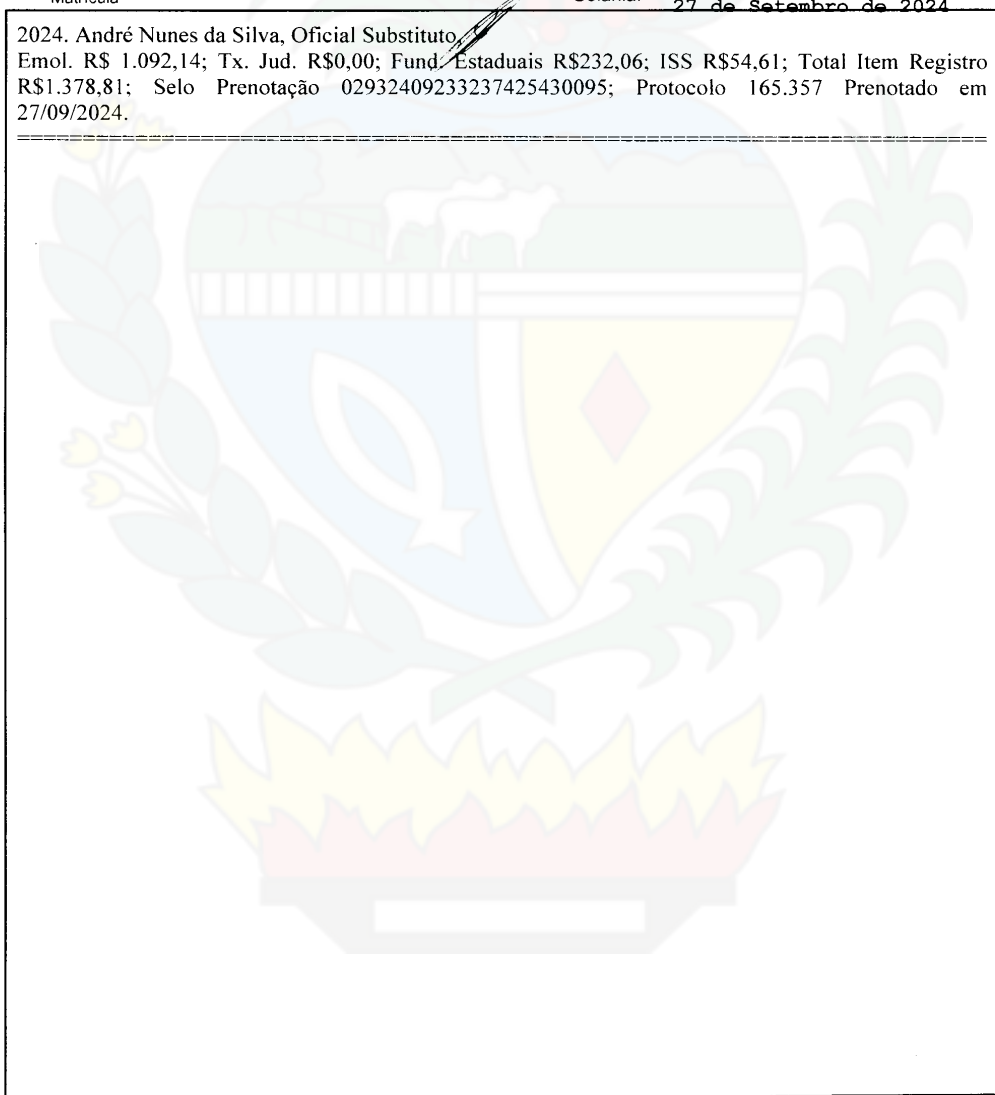 Matrícula
27 de Setembro de 2024
2024. André Nunes da Silva, Oficial Substituto.
Emol. R$ 1.092,14; Tx. Jud. R$0,00; Fund. Estaduais R$232,06; ISS R$54,61; Total Item Registro
R$1.378,81; Selo Prenotação 02932409233237425430095; Protocolo 165.357 Prenotado em
27/09/2024.